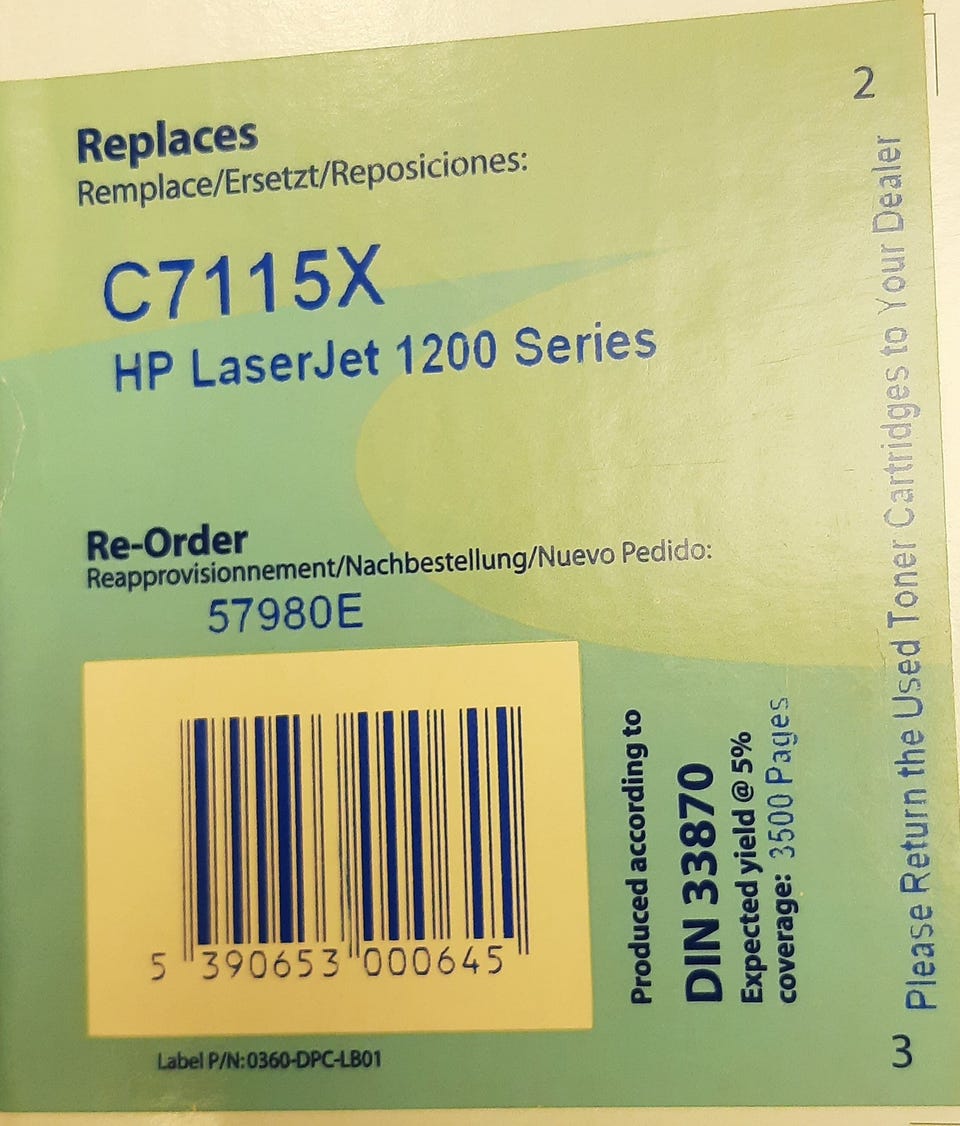 2
Replaces
Remplace/Ersetzt/Reposiciones:
C7115X
HP LaserJet 1200 Series
Re-Order
Reapprovisionnement/Nachbestellung/Nuevo Pedido:
57980E
5 390653 000645
Label P/N:0360-DPC-LB01
Produced according to
DIN 33870
Expected yield @ 5%
coverage: 3500 Pages
Please Return the Used Toner Cartridges to Your Dealer
3